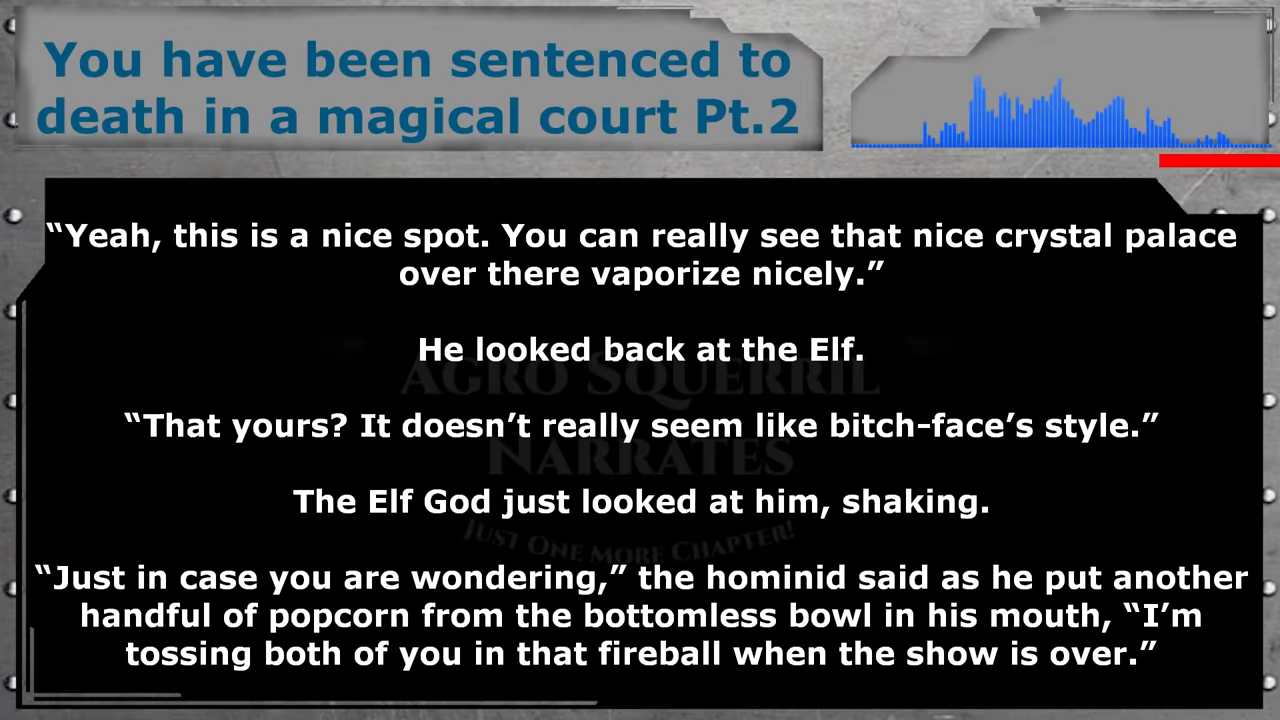 You have been sentenced to
death in a magical court Pt.2
“Yeah, this is a nice spot. You can really see that nice crystal palace
over there vaporize nicely.”
He looked back at the Elf.
AGRO SQUERRIL
“That yours? It doesn’t really seem like bitch-face’s style.”
NARRATES
The Elf God just looked at him, shaking.
JUST ONE MORE CHAPTER!
“Just in case you are wondering,” the hominid said as he put another
handful of popcorn from the bottomless bowl in his mouth, “I’m
tossing both of you in that fireball when the show is over.”